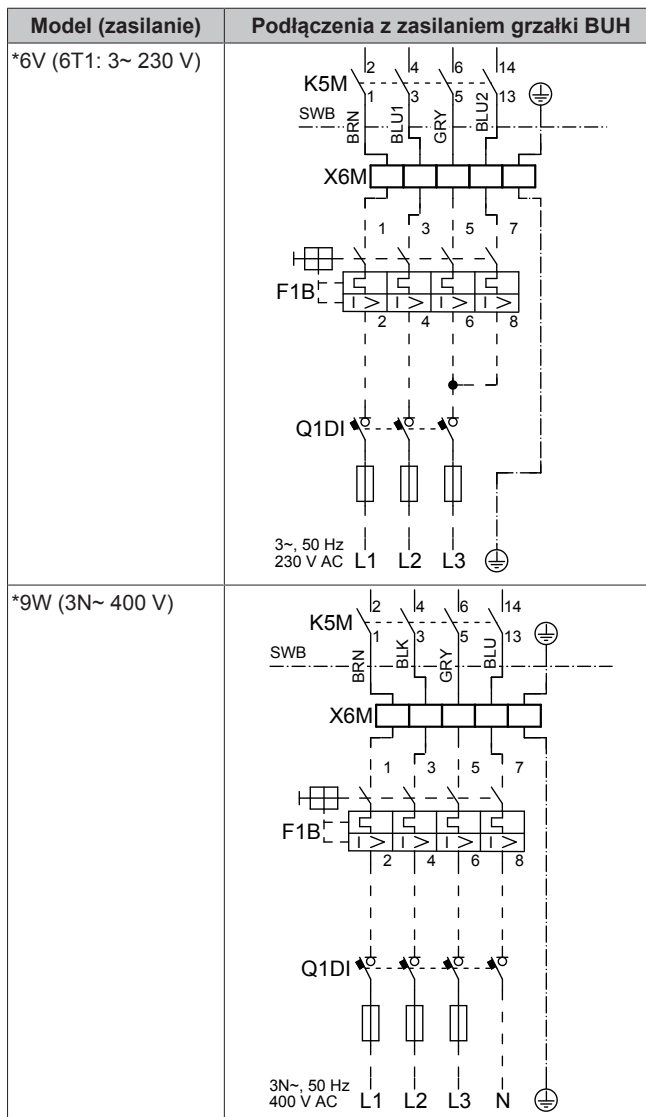 Model (zasilanie) Podłączenia z zasilaniem grzałki BUH
*6V (6T1: 3~ 230 V)
2 4 6 14
K5M
1 3 5 13
SWB
BRN BLU1 GRY BLU2
X6M
1 3 5 7
F1B
I > I > I > I >
2 4 6 8
Q1DI
3~, 50 Hz
230 V AC L1 L2 L3
*9W (3N~ 400 V)
2 4 6 14
K5M
1 3 5 13
SWB
BRN BLK GRY BLU
X6M
1 3 5 7
F1B
I > I > I > I >
2 4 6 8
Q1DI
3N~, 50 Hz
400 V AC L1 L2 L3 N